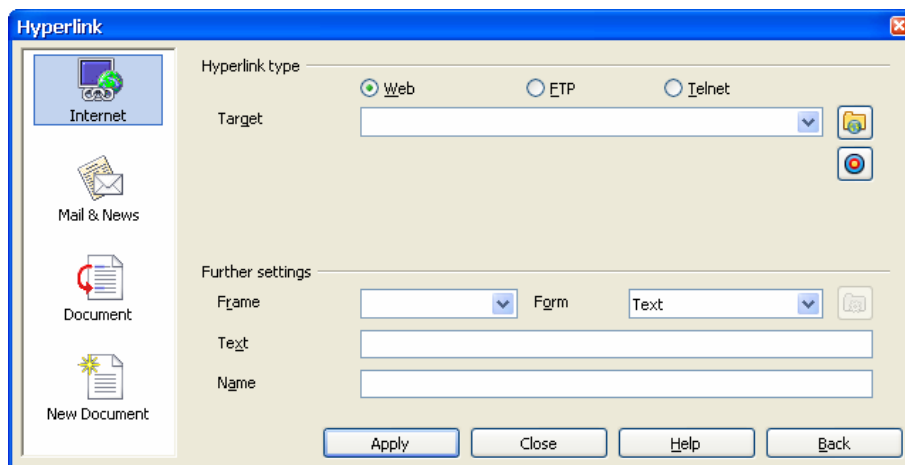 Hyperlink
Internet
Mail & News
Document
New Document
Hyperlink type
Web FTP Telnet
Target
Further settings
Frame Form Text
Text
Name
Apply Close Help Back